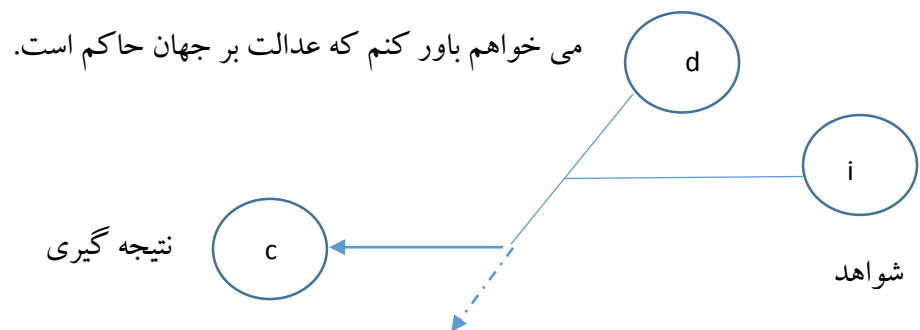 می خواهم باور کنم که عدالت بر جهان حاکم است.
d
i
نتیجه گیری
c
شواهد